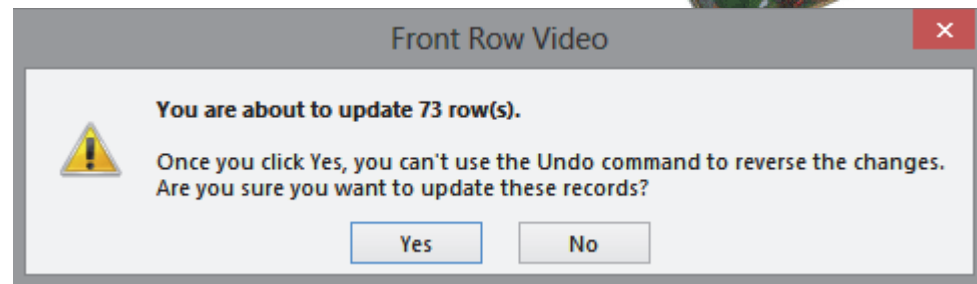 Front Row Video
You are about to update 73 row(s).
Once you click Yes, you can't use the Undo command to reverse the changes.
Are you sure you want to update these records?
Yes
No